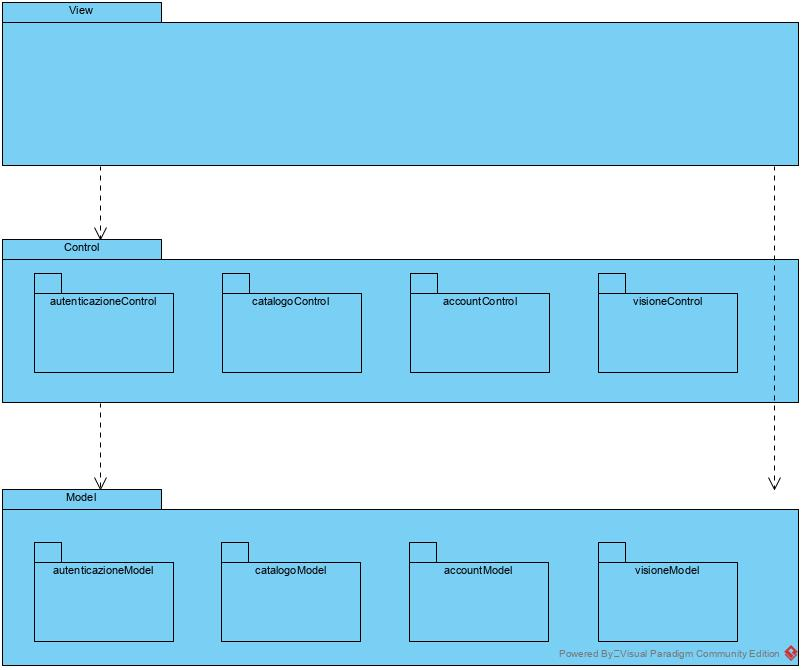 View
Control
autenticazioneControl
catalogoControl
accountControl
visioneControl
Model
autenticazioneModel
catalogoModel
accountModel
visioneModel
Powered By Visual Paradigm Community Edition